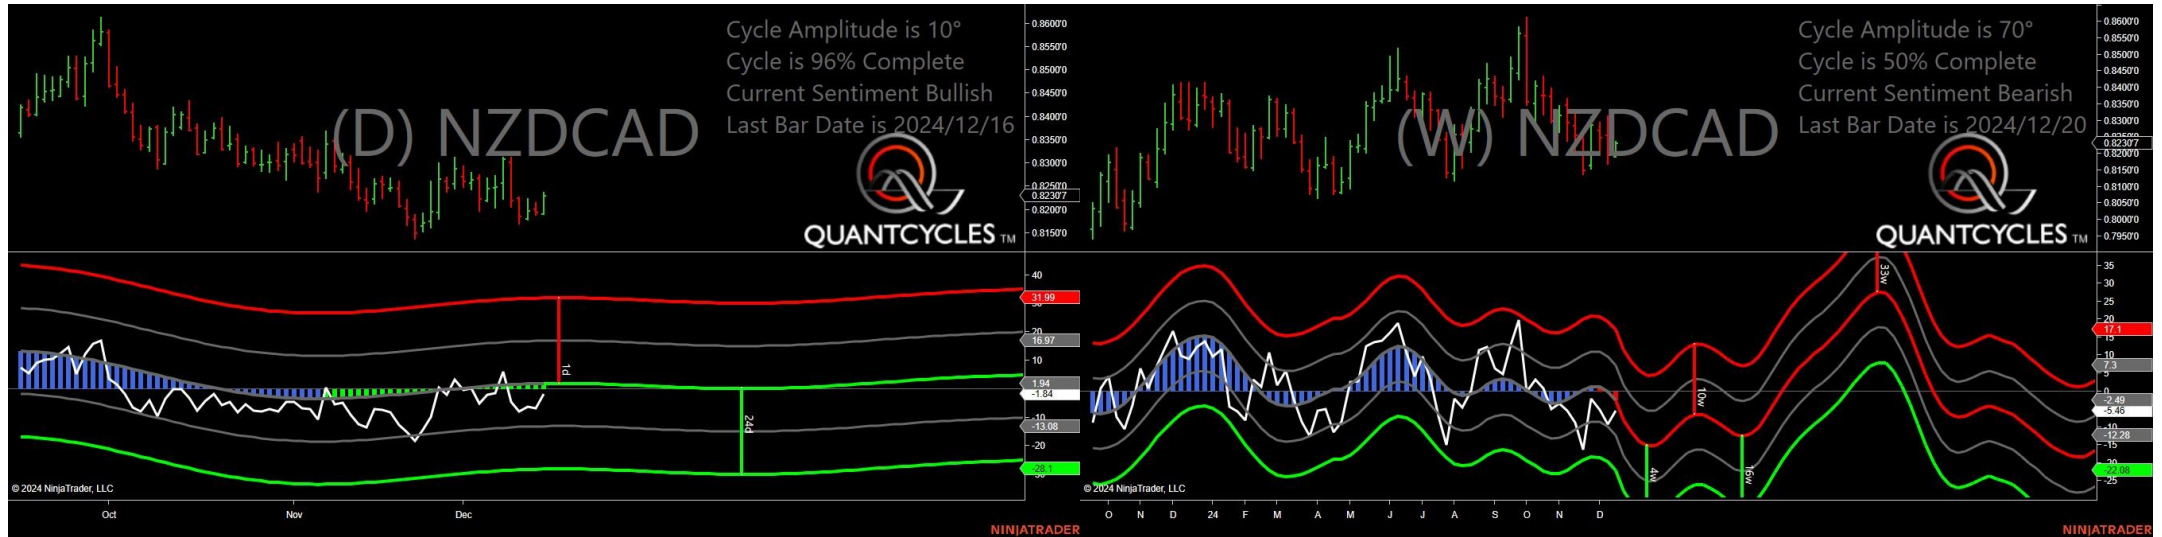 Cycle Amplitude is 10°
Cycle is 96% Complete
Current Sentiment Bullish
Last Bar Date is 2024/12/16
(D) NZDCAD
QUANTCYCLES TM
0.8600'0
0.8550'0
0.8500'0
0.8450'0
0.8400'0
0.8350'0
0.8300'0
0.8250'0
0.8230'7
0.8200'0
0.8150'0
40
31.99
20
16.97
10
1.94
-1.84
-10
-13.08
-20
-28.1
1d
24d
© 2024 NinjaTrader, LLC
Oct Nov Dec
NINJATRADER
Cycle Amplitude is 70°
Cycle is 50% Complete
Current Sentiment Bearish
Last Bar Date is 2024/12/20
(W) NZDCAD
QUANTCYCLES TM
0.8600'0
0.8550'0
0.8500'0
0.8450'0
0.8400'0
0.8350'0
0.8300'0
0.8230'7
0.8200'0
0.8150'0
0.8100'0
0.8050'0
0.8000'0
0.7950'0
35
30
25
20
17.1
15
10
7.3
5
0
-2.49
-5.46
-10
-12.28
-15
-20
-22.08
-25
33w
10w
4w
16w
© 2024 NinjaTrader, LLC
O N D 24 F M A M J J A S O N D
NINJATRADER